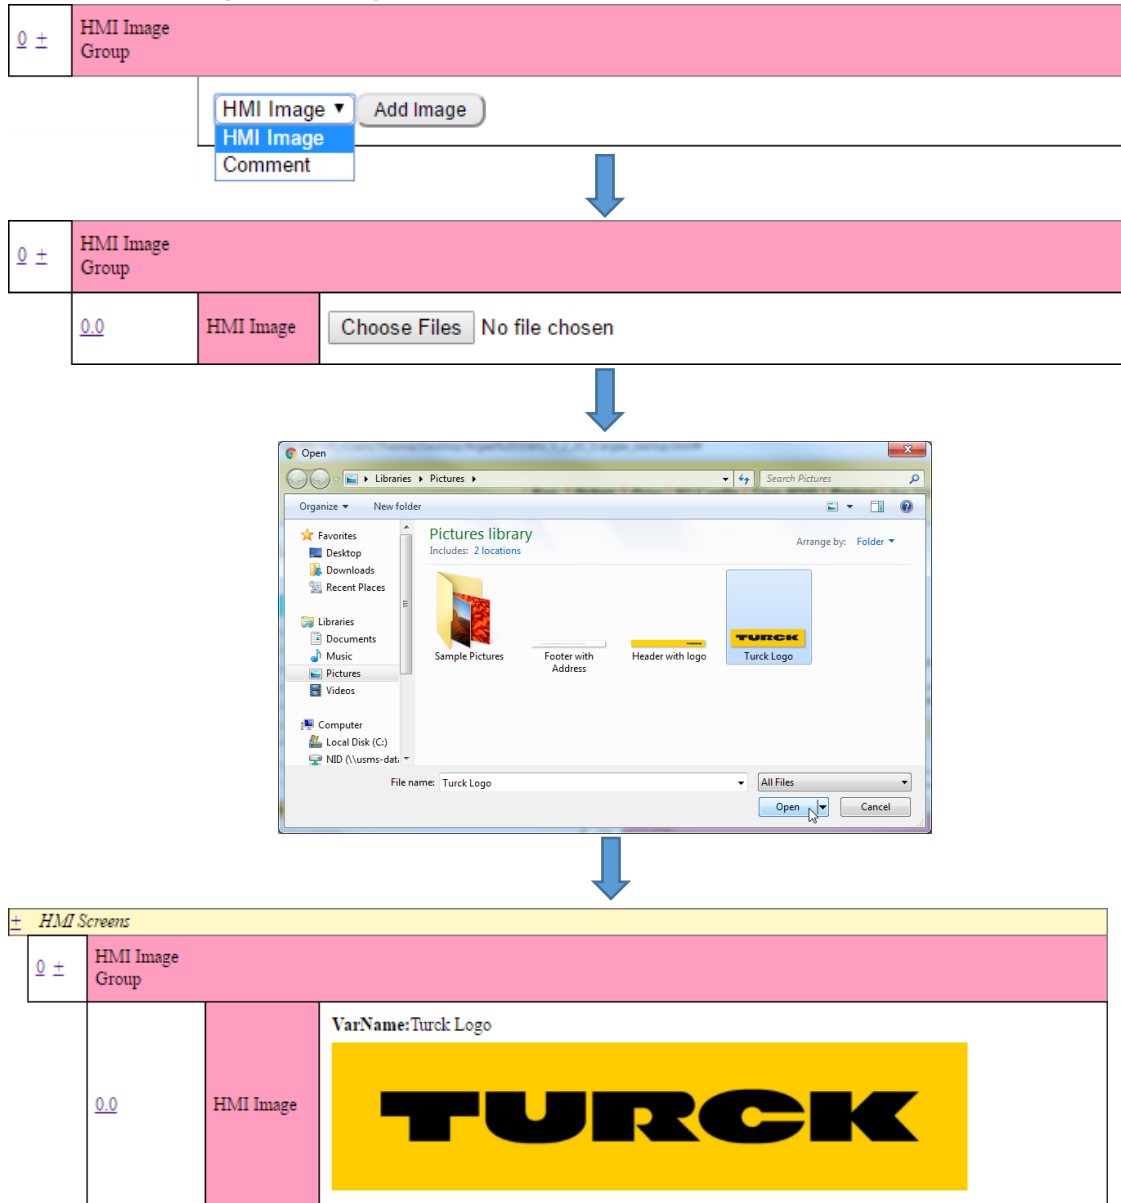 0 ±
HMI Image
Group
HMI Image ▼
Add Image
HMI Image
Comment
0 ±
HMI Image
Group
0.0
HMI Image
Choose Files No file chosen
Open
Libraries
Pictures
Search Pictures
Organize
New folder
Favorites
Desktop
Downloads
Recent Places
Libraries
Documents
Music
Pictures
Videos
Computer
Local Disk (C:)
NID (\\usms-dat
Pictures library
Includes: 2 locations
Arrange by: Folder
Sample Pictures
Footer with
Address
Header with logo
TURCK
Turck Logo
File name: Turck Logo
All Files
Open
Cancel
± HMI Screens
0 ±
HMI Image
Group
0.0
HMI Image
VarName:Turck Logo
TURCK